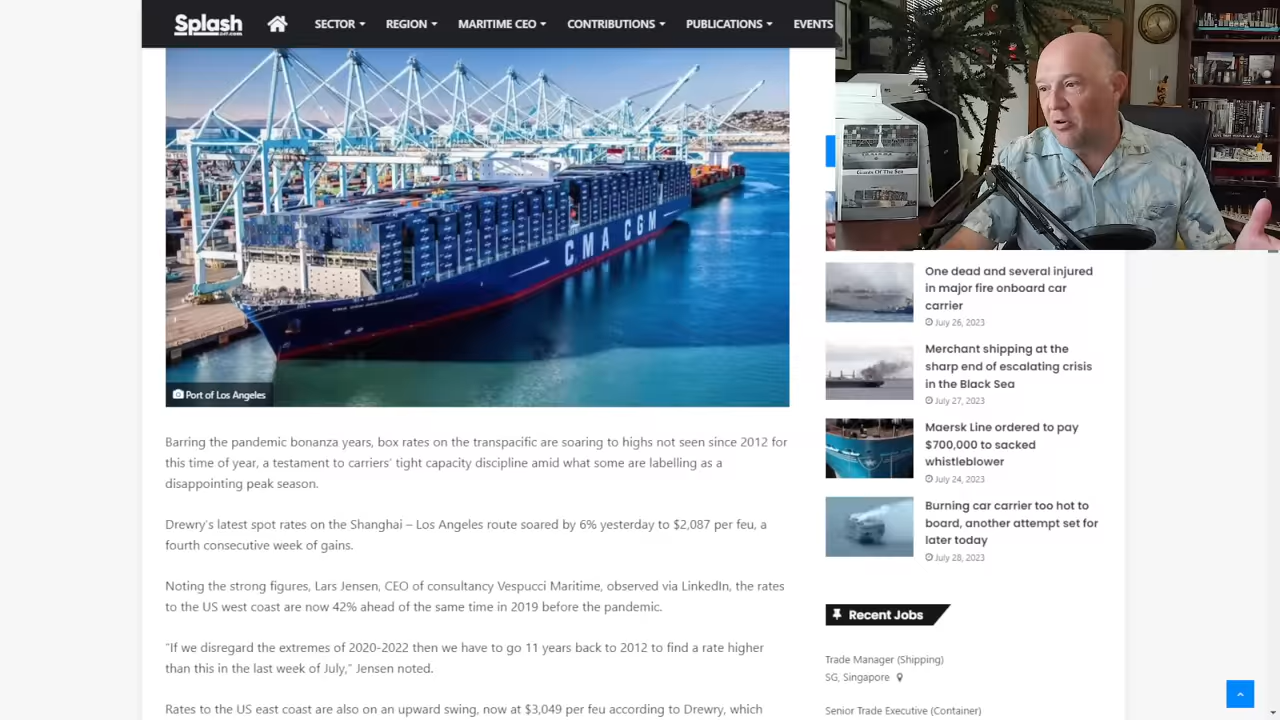 Splash
SECTOR
REGION
MARITIME CEO
CONTRIBUTIONS
PUBLICATIONS
EVENTS
CMA CGM
Port of Los Angeles
Giants Of The Sea
Barring the pandemic bonanza years, box rates on the transpacific are soaring to highs not seen since 2012 for
this time of year, a testament to carriers' tight capacity discipline amid what some are labelling as a
disappointing peak season.
Drewry's latest spot rates on the Shanghai – Los Angeles route soared by 6% yesterday to $2,087 per feu, a
fourth consecutive week of gains.
Noting the strong figures, Lars Jensen, CEO of consultancy Vespucci Maritime, observed via LinkedIn, the rates
to the US west coast are now 42% ahead of the same time in 2019 before the pandemic.
"If we disregard the extremes of 2020-2022 then we have to go 11 years back to 2012 to find a rate higher
than this in the last week of July," Jensen noted.
Rates to the US east coast are also on an upward swing, now at $3,049 per feu according to Drewry, which
One dead and several injured
in major fire onboard car
carrier
July 26, 2023
Merchant shipping at the
sharp end of escalating crisis
in the Black Sea
July 27, 2023
Maersk Line ordered to pay
$700,000 to sacked
whistleblower
July 24, 2023
Burning car carrier too hot to
board, another attempt set for
later today
July 28, 2023
Recent Jobs
Trade Manager (Shipping)
SG, Singapore
Senior Trade Executive (Container)